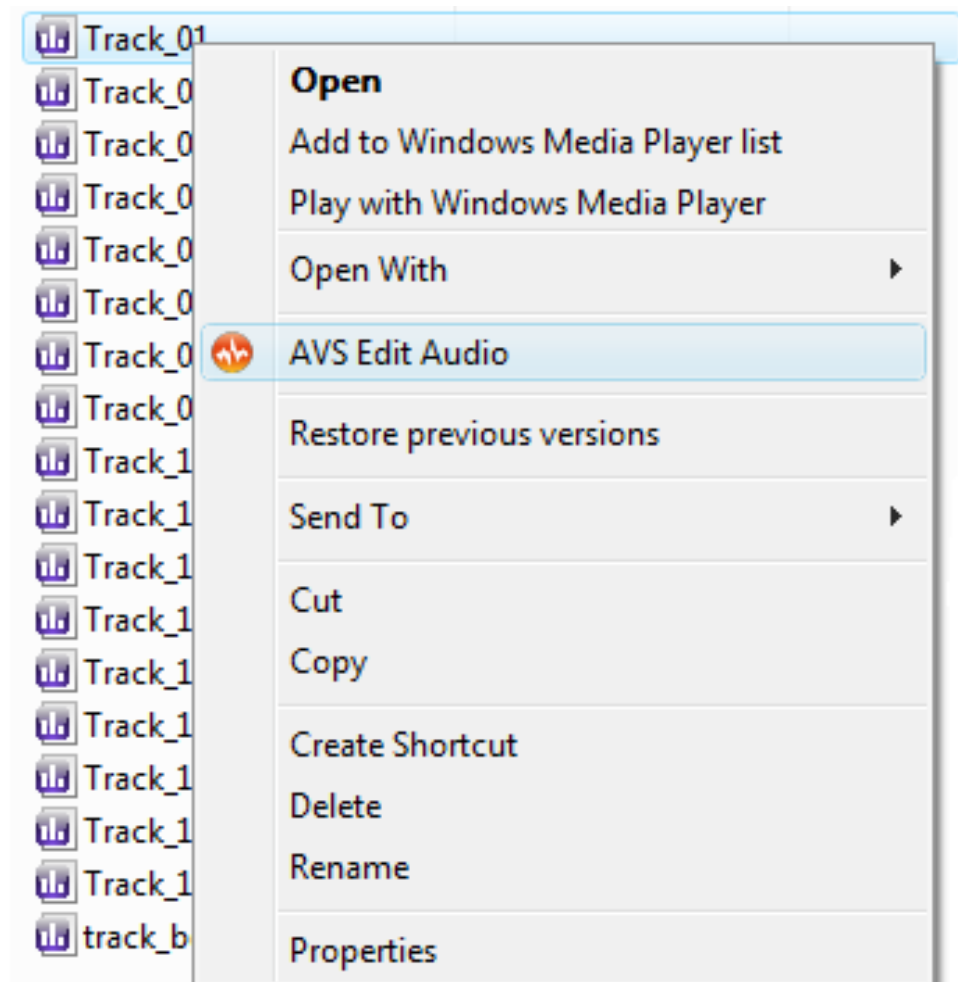 Track_01
Track_0
Track_0
Track_0
Track_0
Track_0
Track_0
Track_0
Track_1
Track_1
Track_1
Track_1
Track_1
Track_1
Track_1
Track_1
Track_1
track_b
Open
Add to Windows Media Player list
Play with Windows Media Player
Open With
AVS Edit Audio
Restore previous versions
Send To
Cut
Copy
Create Shortcut
Delete
Rename
Properties